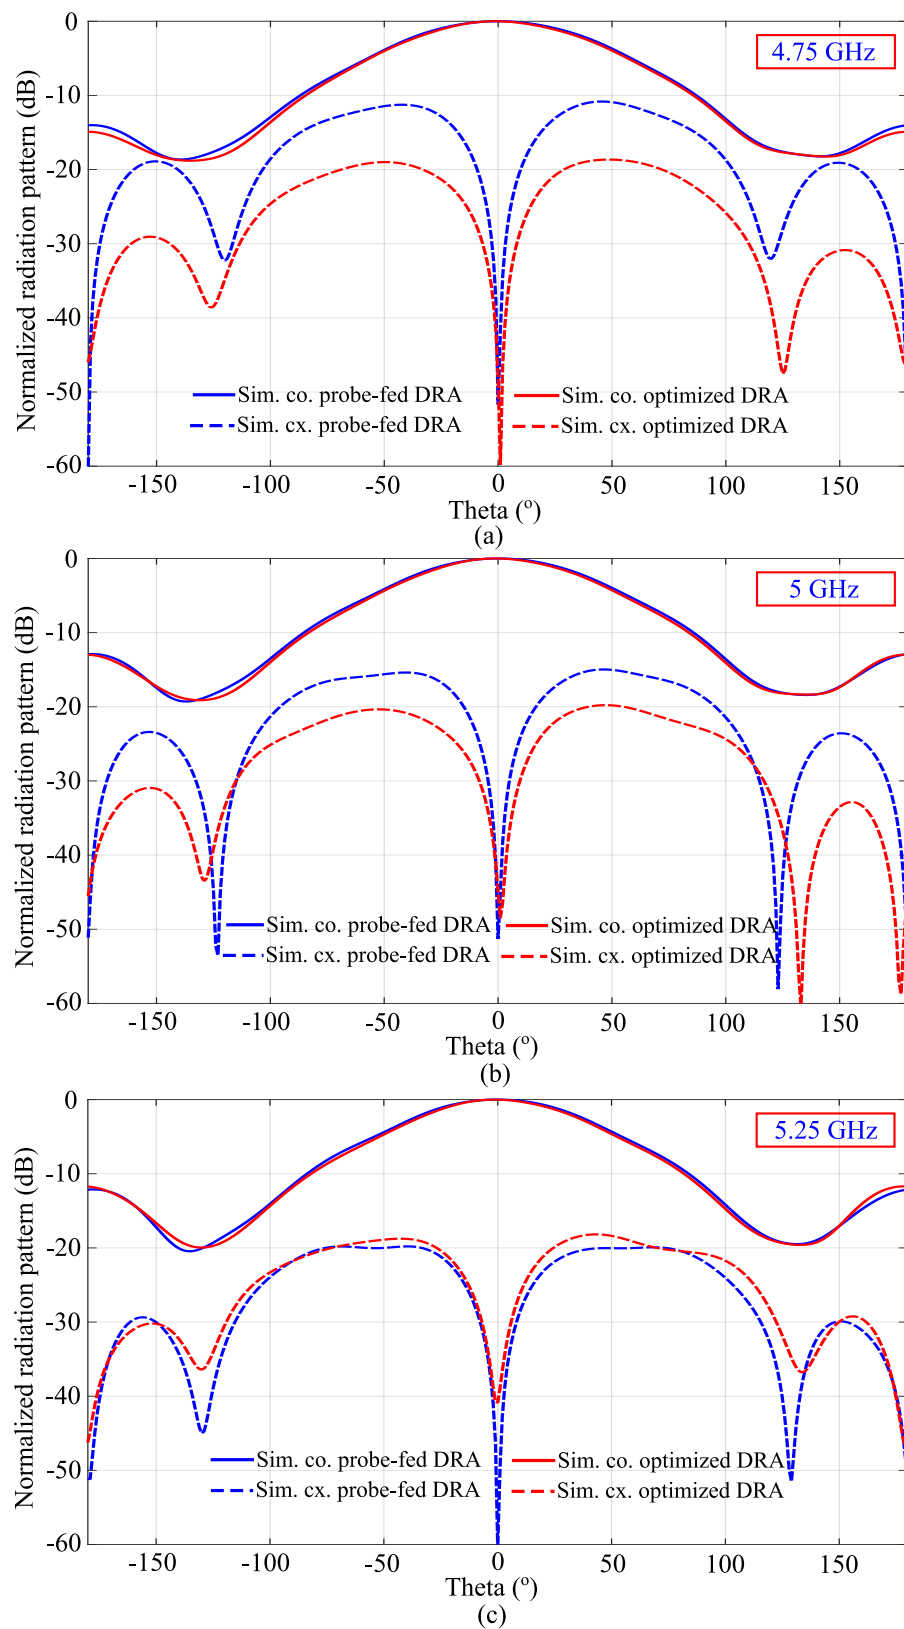 Normalized radiation pattern (dB)
0
-10
-20
-30
-40
-50
-60
4.75 GHz
Sim. co. probe-fed DRA
Sim. co. optimized DRA
Sim. cx. probe-fed DRA
Sim. cx. optimized DRA
-150 -100 -50 0 50 100 150
Theta (°)
(a)
Normalized radiation pattern (dB)
0
-10
-20
-30
-40
-50
-60
5 GHz
Sim. co. probe-fed DRA
Sim. co. optimized DRA
Sim. cx. probe-fed DRA
Sim. cx. optimized DRA
-150 -100 -50 0 50 100 150
Theta (°)
(b)
Normalized radiation pattern (dB)
0
-10
-20
-30
-40
-50
-60
5.25 GHz
Sim. co. probe-fed DRA
Sim. co. optimized DRA
Sim. cx. probe-fed DRA
Sim. cx. optimized DRA
-150 -100 -50 0 50 100 150
Theta (°)
(c)